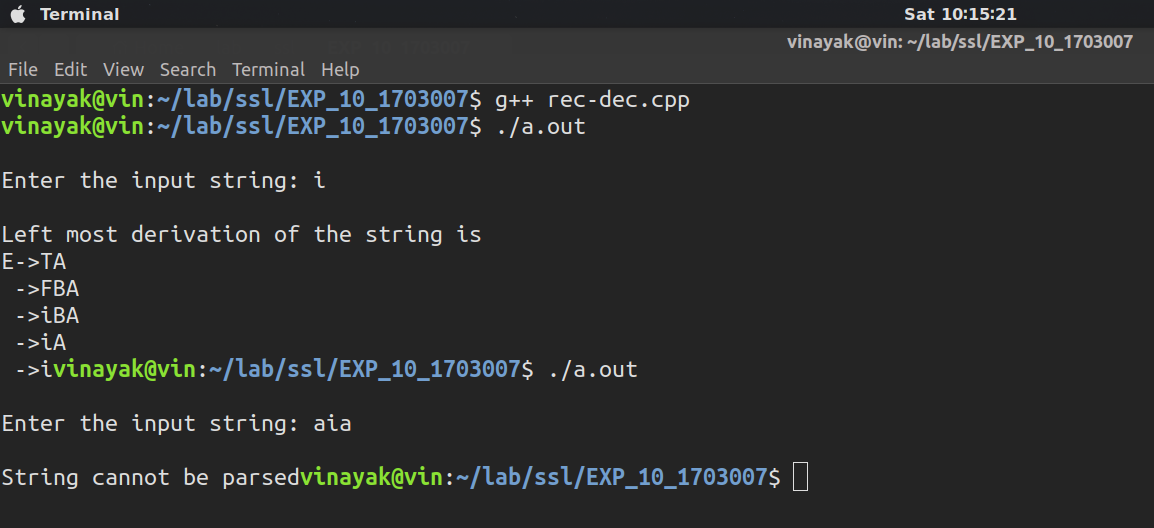 Terminal Sat 10:15:21
vinayak@vin: ~/lab/ssl/EXP_10_1703007
File Edit View Search Terminal Help
vinayak@vin:~/lab/ssl/EXP_10_1703007$ g++ rec-dec.cpp
vinayak@vin:~/lab/ssl/EXP_10_1703007$ ./a.out
Enter the input string: i
Left most derivation of the string is
E->TA
->FBA
->iBA
->iA
->ivinayak@vin:~/lab/ssl/EXP_10_1703007$ ./a.out
Enter the input string: aia
String cannot be parsedvinayak@vin:~/lab/ssl/EXP_10_1703007$